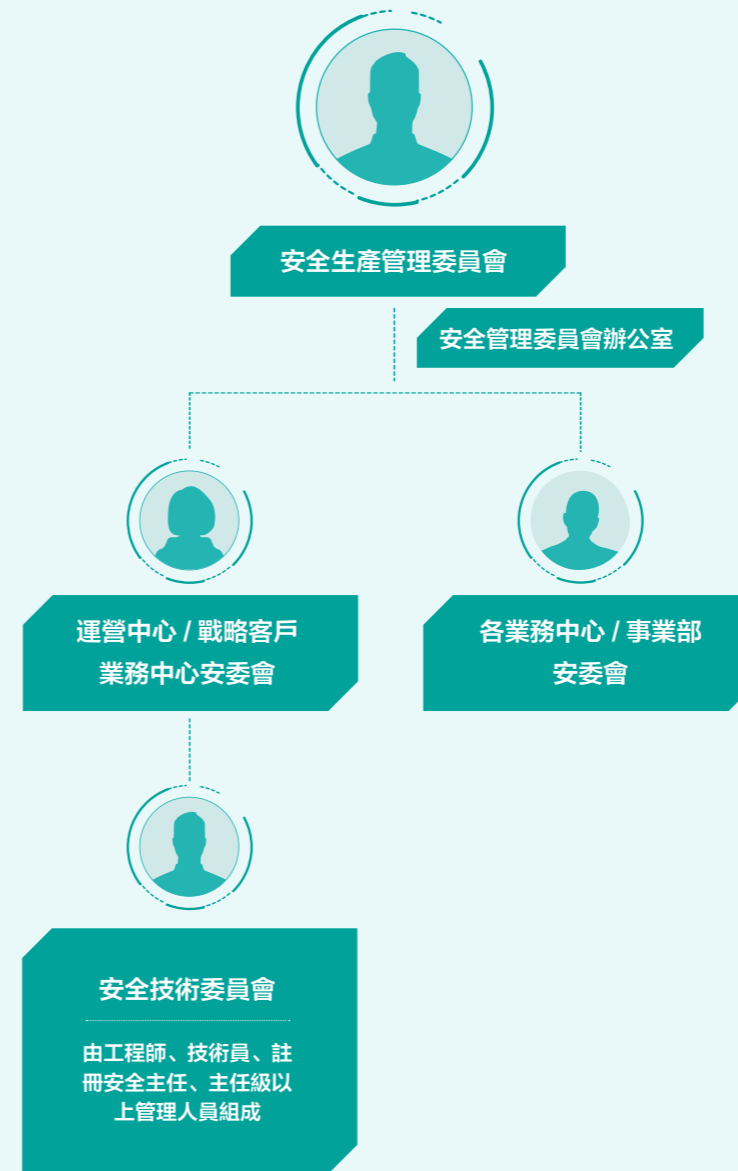 安全生產管理委員會
安全管理委員會辦公室
運營中心 / 戰略客戶
業務中心安委會
各業務中心 / 事業部
安委會
安全技術委員會
由工程師、技術員、註
冊安全主任、主任級以
上管理人員組成